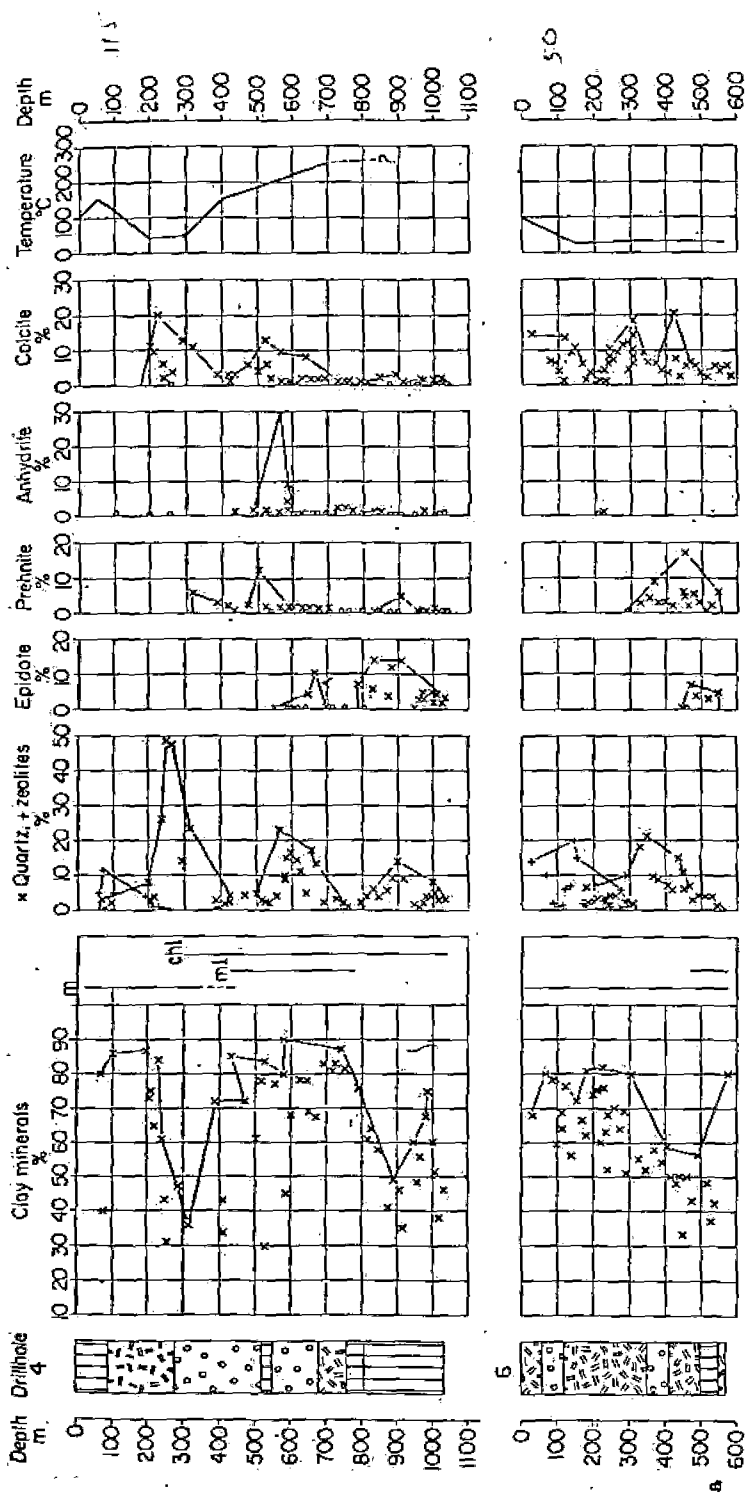 Depth m.
0 100 200 300 400 500 600 700 800 900 1000 1100
Drillhole 4
Clay minerals %
10 20 30 40 50 60 70 80 90
m
ml
chl
× Quartz, + zeolites %
0 10 20 30 40 50
Epidote %
0 10 20
Prehnite %
0 10 20
Anhydrite %
0 10 20 30
Colcite %
0 10 20 30
Temperature °C
0 100 200 300
?
Depth m
0 100 200 300 400 500 600 700 800 900 1000 1100
115
6
0 100 200 300 400 500 600
0 100 200 300 400 500 600
50
a